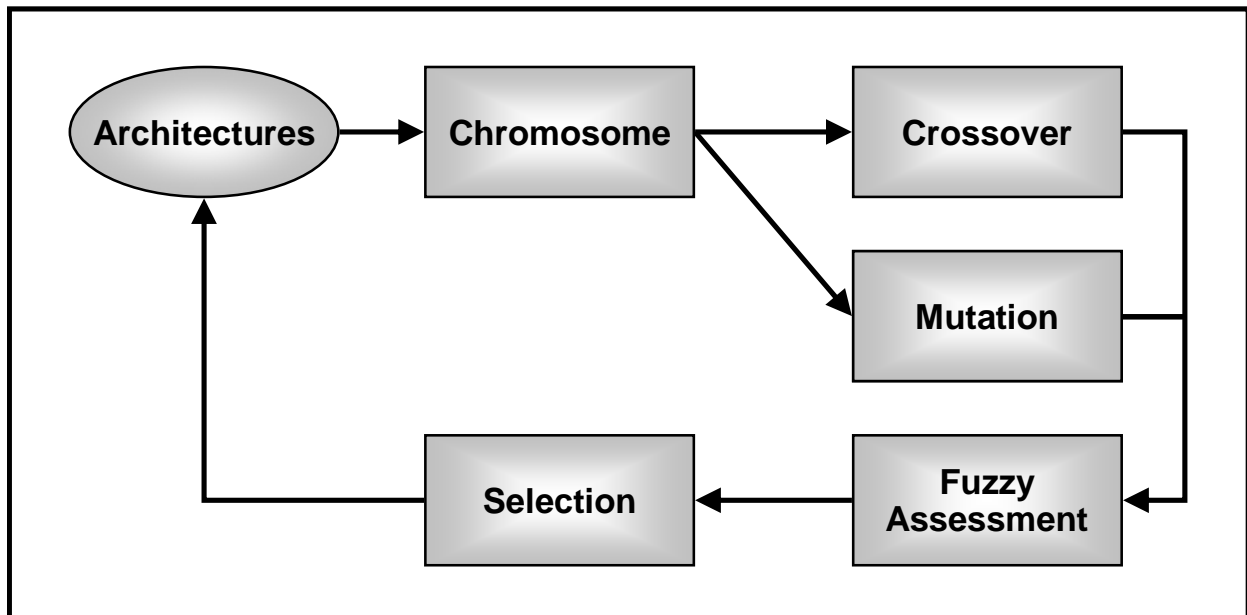 Architectures
Chromosome
Crossover
Mutation
Fuzzy
Assessment
Selection